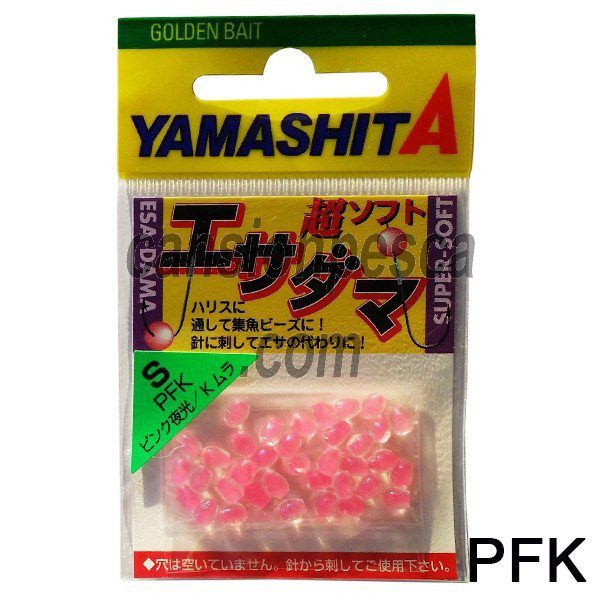 GOLDEN BAIT
YAMASHITA
ESA-DAMA
超ソフト
エサダマ
SUPER-SOFT
ハリスに
通して集魚ビーズに!
針に刺してエサの代わりに!
cansimpesca
.com
S
PFK
ピンク夜光/Kムラ
◆穴は空いていません。針から刺してご使用下さい。
PFK